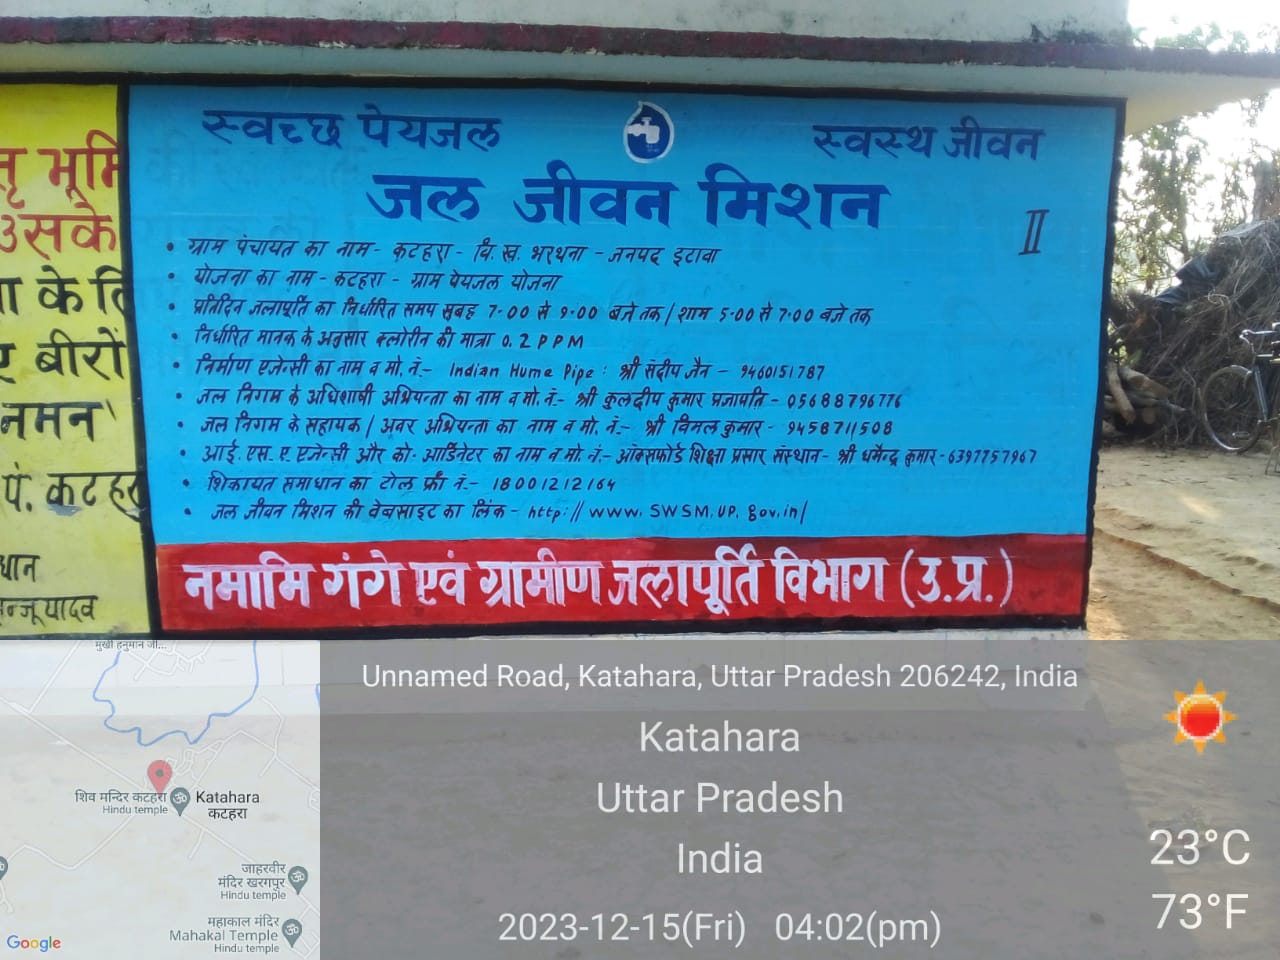 स्वच्छ पेयजल
स्वस्थ जीवन
जल जीवन मिशन
II
• ग्राम पंचायत का नाम - कटहरा - वि. ख. भरथना - जनपद इटावा
• योजना का नाम - कटहरा - ग्राम पेयजल योजना
• प्रतिदिन जलापूर्ति का निर्धारित समय सुबह 7-00 से 9-00 बजे तक / शाम 5-00 से 7-00 बजे तक
• निर्धारित मानक के अनुसार क्लोरीन की मात्रा 0.2 PPM
• निर्माण एजेन्सी का नाम व मो. नं.- Indian Hume Pipe : श्री संदीप जैन - 9460151787
• जल निगम के अधिशाषी अभियन्ता का नाम व मो. नं.- श्री कुलदीप कुमार प्रजापति - 05688796776
• जल निगम के सहायक / अवर अभियन्ता का नाम व मो. नं.- श्री विमल कुमार - 9458711508
• आई. एस. ए. एजेन्सी और को- आर्डिनेटर का नाम व मो. नं.- ऑक्सफोर्ड शिक्षा प्रसार संस्थान - श्री धर्मेन्द्र कुमार - 6397757967
• शिकायत समाधान का टोल फ्री नं.- 18001212164
• जल जीवन मिशन की वेबसाइट का लिंक - http://www.SWSM.UP.gov.in/
नमामि गंगे एवं ग्रामीण जलापूर्ति विभाग (उ.प्र.)
तृ भूमि
उसके
ा के लि
ए बीरों
नमन'
पं. कटहरा
धान
न्जू यादव
मुखी हनुमान जी...
शिव मन्दिर कटहरा
Hindu temple
Katahara
कटहरा
जाहरवीर
मंदिर खरगपुर
Hindu temple
महाकाल मंदिर
Mahakal Temple
Hindu temple
Google
Unnamed Road, Katahara, Uttar Pradesh 206242, India
Katahara
Uttar Pradesh
India
2023-12-15(Fri) 04:02(pm)
23°C
73°F